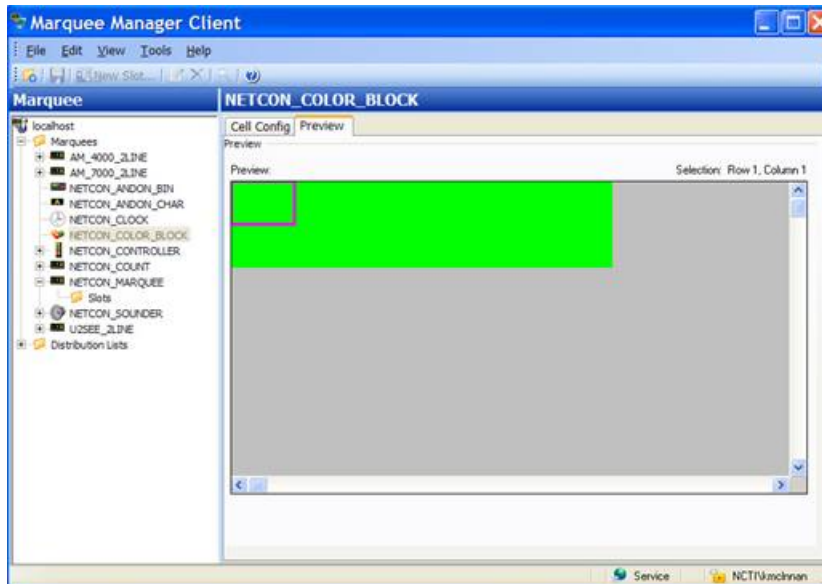 Marquee Manager Client
File Edit View Tools Help
New Slot...
Marquee
NETCON_COLOR_BLOCK
localhost
Marquees
AM_4000_2LINE
AM_7000_2LINE
NETCON_ANDON_BIN
NETCON_ANDON_CHAR
NETCON_CLOCK
NETCON_COLOR_BLOCK
NETCON_CONTROLLER
NETCON_COUNT
NETCON_MARQUEE
Slots
NETCON_SOUNDER
U2SEE_2LINE
Distribution Lists
Cell Config Preview
Preview
Preview: Selection: Row 1, Column 1
Service NCTI\kmclnnan